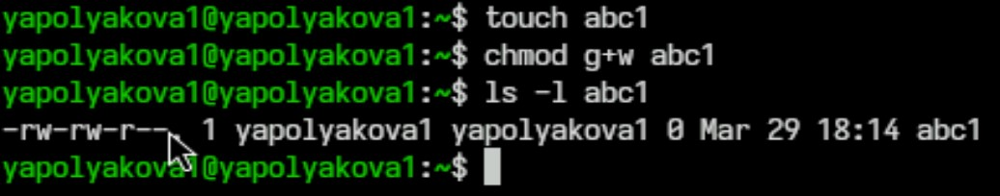 yapolyakova1@yapolyakova1:~$ touch abc1
yapolyakova1@yapolyakova1:~$ chmod g+w abc1
yapolyakova1@yapolyakova1:~$ ls -l abc1
-rw-rw-r--. 1 yapolyakova1 yapolyakova1 0 Mar 29 18:14 abc1
yapolyakova1@yapolyakova1:~$